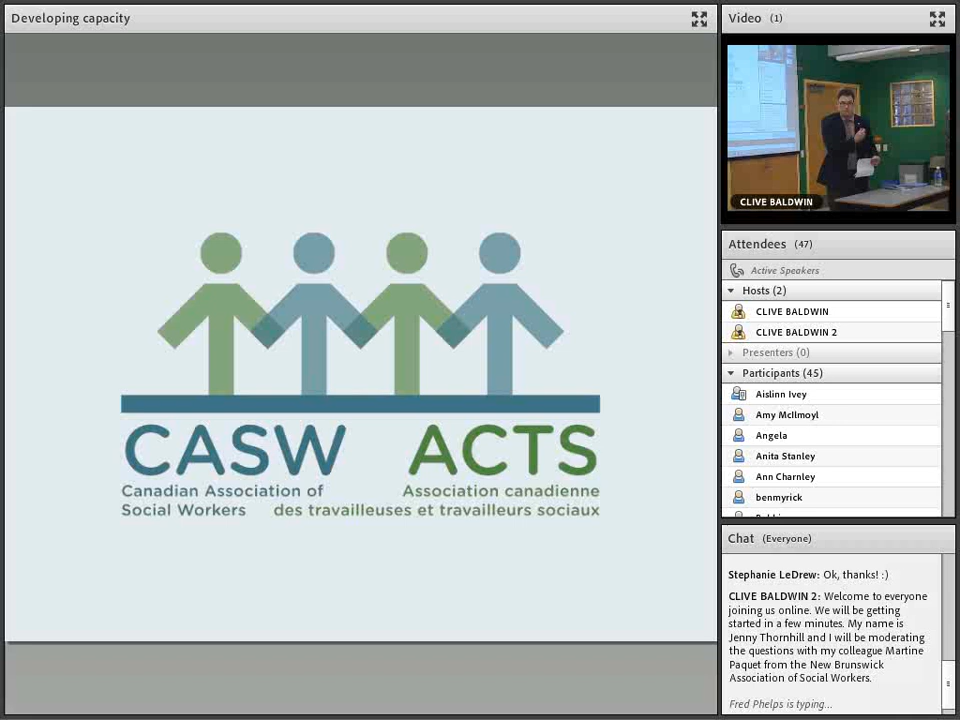 Developing capacity
CASW ACTS
Canadian Association of Association canadienne
Social Workers des travailleuses et travailleurs sociaux
Video (1)
CLIVE BALDWIN
Attendees (47)
Active Speakers
Hosts (2)
CLIVE BALDWIN
CLIVE BALDWIN 2
Presenters (0)
Participants (45)
Aislinn Ivey
Amy McIlmoyl
Angela
Anita Stanley
Ann Charnley
benmyrick
Chat (Everyone)
Stephanie LeDrew: Ok, thanks! :)
CLIVE BALDWIN 2: Welcome to everyone
joining us online. We will be getting
started in a few minutes. My name is
Jenny Thornhill and I will be moderating
the questions with my colleague Martine
Paquet from the New Brunswick
Association of Social Workers.
Fred Phelps is typing...